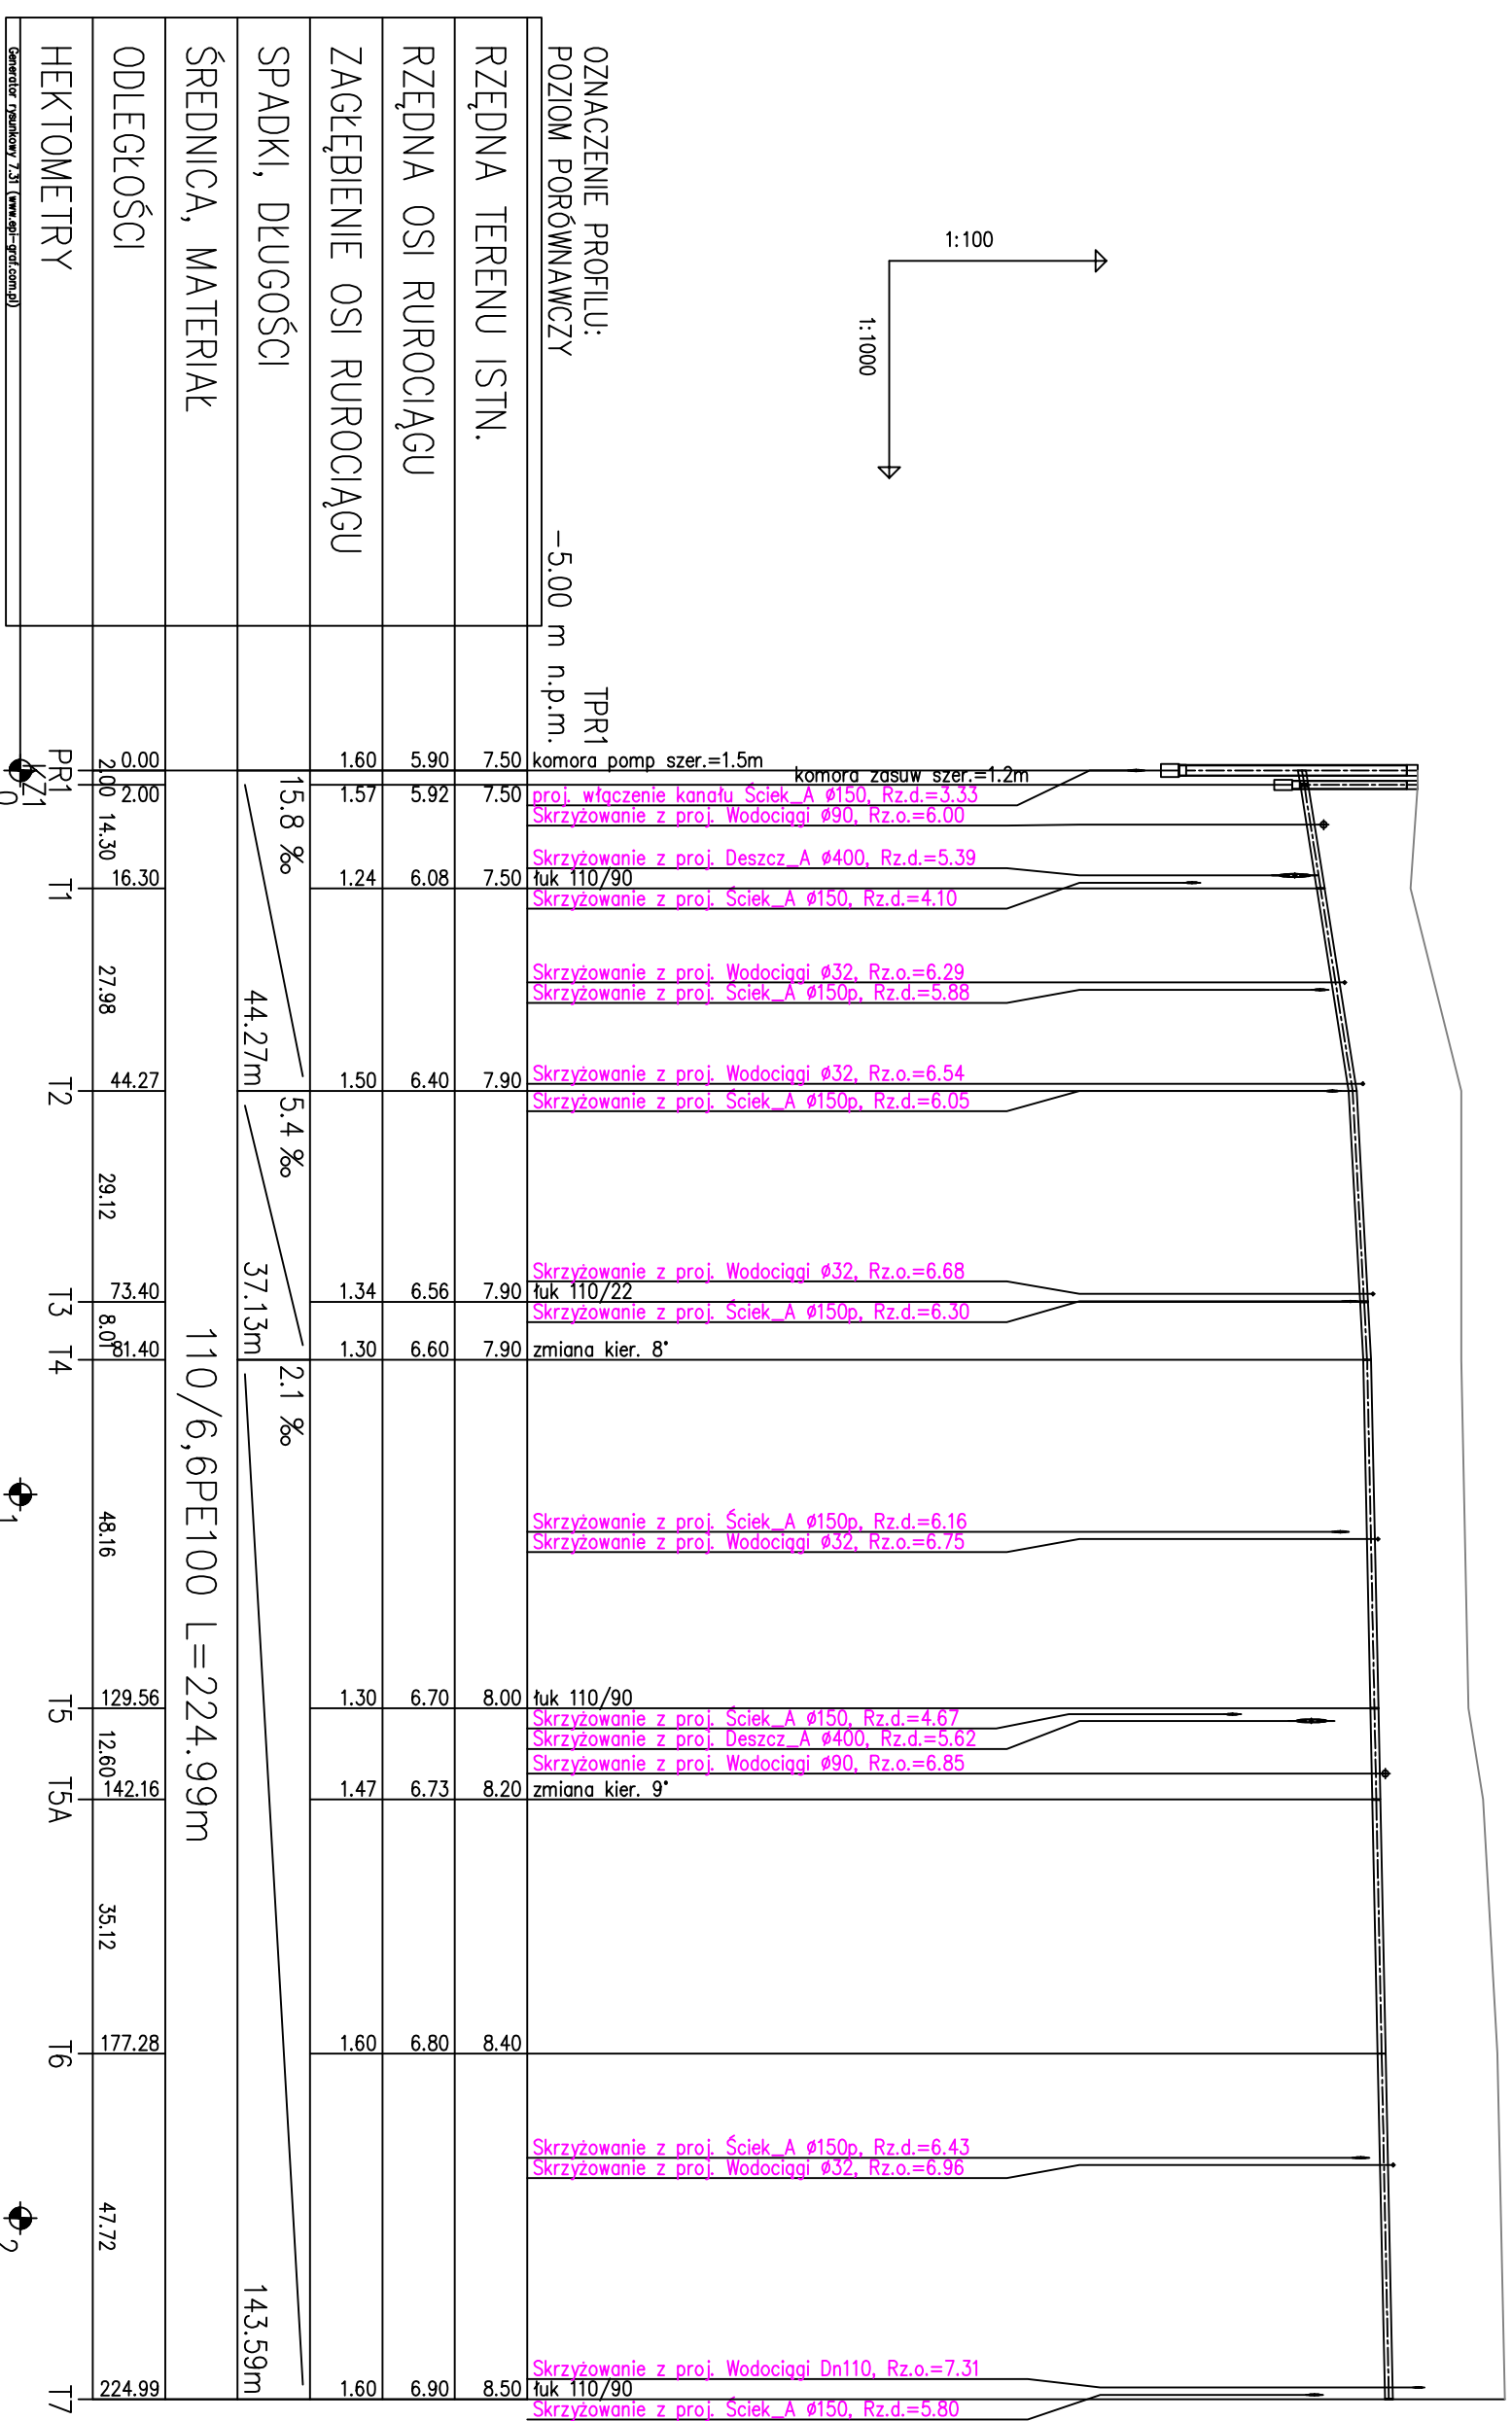 OZNACZENIE PROFILU: TPR1
POZIOM PORÓWNAWCZY -5.00 m n.p.m.
1:100
1:1000
RZĘDNA TERENU ISTN.
7.50
7.50
7.50
7.90
7.90
7.90
8.00
8.20
8.40
8.50
RZĘDNA OSI RUROCIĄGU
5.90
5.92
6.08
6.40
6.56
6.60
6.70
6.73
6.80
6.90
ZAGŁĘBIENIE OSI RUROCIĄGU
1.60
1.57
1.24
1.50
1.34
1.30
1.30
1.47
1.60
1.60
SPADKI, DŁUGOŚCI
15.8 ‰
44.27m
5.4 ‰
37.13m
2.1 ‰
143.59m
ŚREDNICA, MATERIAŁ
110/6,6PE100 L=224.99m
ODLEGŁOŚCI
0.00
2.00
2.00
14.30
16.30
27.98
44.27
29.12
73.40
8.01
81.40
48.16
129.56
12.60
142.16
35.12
177.28
47.72
224.99
HEKTOMETRY
PR1
KZ1
T1
T2
T3
T4
T5
T5A
T6
T7
0
1
2
Generator rysunkowy 7.31 (www.epi-graf.com.pl)
komora pomp szer.=1.5m
komora zasuw szer.=1.2m
proj. włączenie kanału Ściek_A ø150, Rz.d.=3.33
Skrzyżowanie z proj. Wodociągi ø90, Rz.o.=6.00
Skrzyżowanie z proj. Deszcz_A ø400, Rz.d.=5.39
łuk 110/90
Skrzyżowanie z proj. Ściek_A ø150, Rz.d.=4.10
Skrzyżowanie z proj. Wodociągi ø32, Rz.o.=6.29
Skrzyżowanie z proj. Ściek_A ø150p, Rz.d.=5.88
Skrzyżowanie z proj. Wodociągi ø32, Rz.o.=6.54
Skrzyżowanie z proj. Ściek_A ø150p, Rz.d.=6.05
Skrzyżowanie z proj. Wodociągi ø32, Rz.o.=6.68
łuk 110/22
Skrzyżowanie z proj. Ściek_A ø150p, Rz.d.=6.30
zmiana kier. 8°
Skrzyżowanie z proj. Ściek_A ø150p, Rz.d.=6.16
Skrzyżowanie z proj. Wodociągi ø32, Rz.o.=6.75
łuk 110/90
Skrzyżowanie z proj. Ściek_A ø150, Rz.d.=4.67
Skrzyżowanie z proj. Deszcz_A ø400, Rz.d.=5.62
Skrzyżowanie z proj. Wodociągi ø90, Rz.o.=6.85
zmiana kier. 9°
Skrzyżowanie z proj. Ściek_A ø150p, Rz.d.=6.43
Skrzyżowanie z proj. Wodociągi ø32, Rz.o.=6.96
Skrzyżowanie z proj. Wodociągi Dn110, Rz.o.=7.31
łuk 110/90
Skrzyżowanie z proj. Ściek_A ø150, Rz.d.=5.80